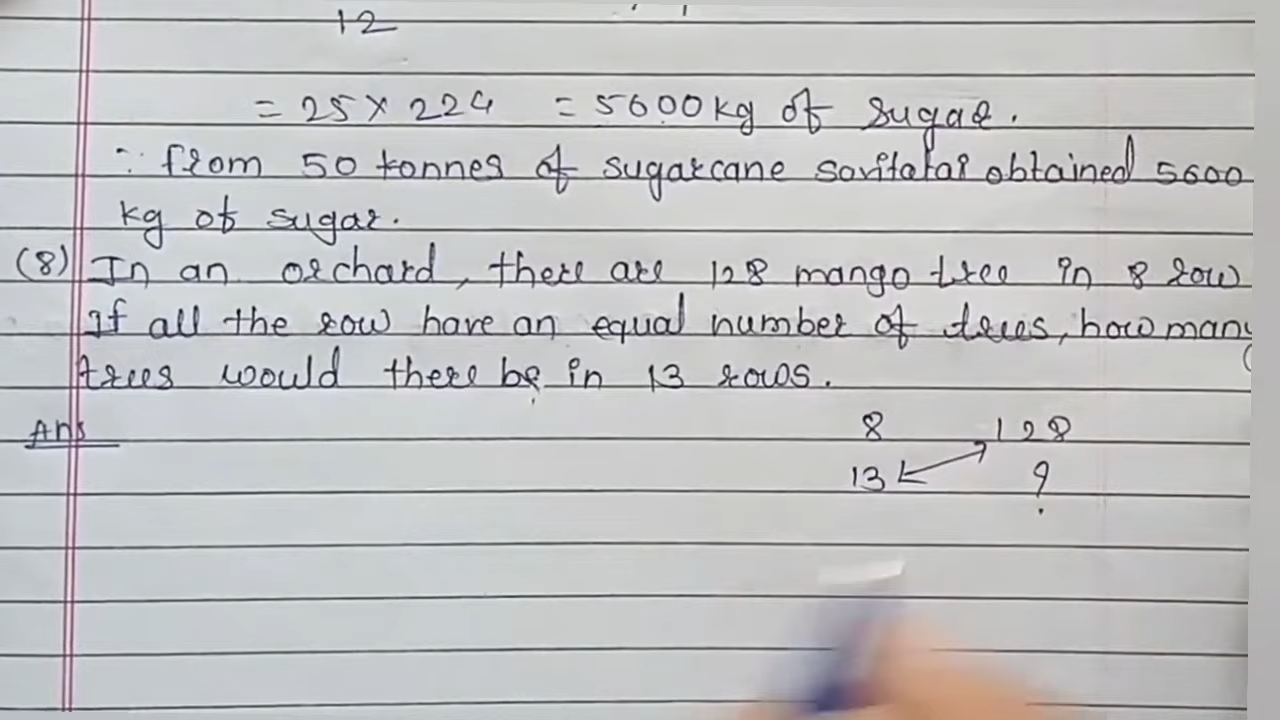 12
= 25 × 224 = 5600 kg of sugar.
∵ from 50 tonnes of sugarcane savitatai obtained 5600
kg of sugar.
(8) In an orchard, there are 128 mango tree in 8 row
If all the row have an equal number of trees, how many
trees would there be in 13 rows.
Ans 8 128
13 ?